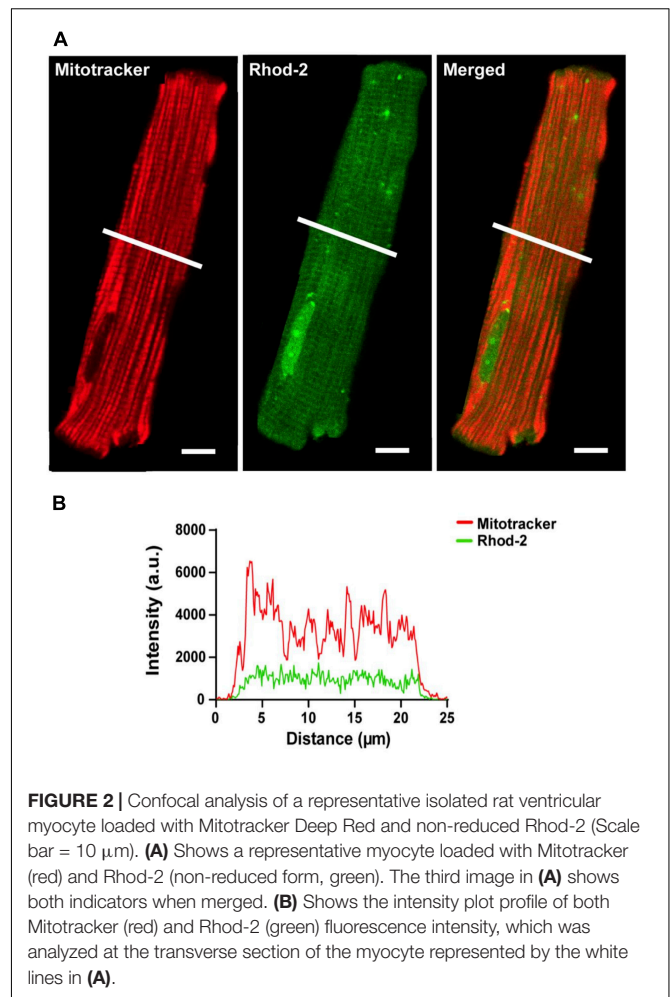 A
Mitotracker
Rhod-2
Merged
B
Mitotracker
Rhod-2
8000
6000
4000
2000
0
Intensity (a.u.)
0 5 10 15 20 25
Distance (µm)
FIGURE 2 | Confocal analysis of a representative isolated rat ventricular
myocyte loaded with Mitotracker Deep Red and non-reduced Rhod-2 (Scale
bar = 10 µm). (A) Shows a representative myocyte loaded with Mitotracker
(red) and Rhod-2 (non-reduced form, green). The third image in (A) shows
both indicators when merged. (B) Shows the intensity plot profile of both
Mitotracker (red) and Rhod-2 (green) fluorescence intensity, which was
analyzed at the transverse section of the myocyte represented by the white
lines in (A).